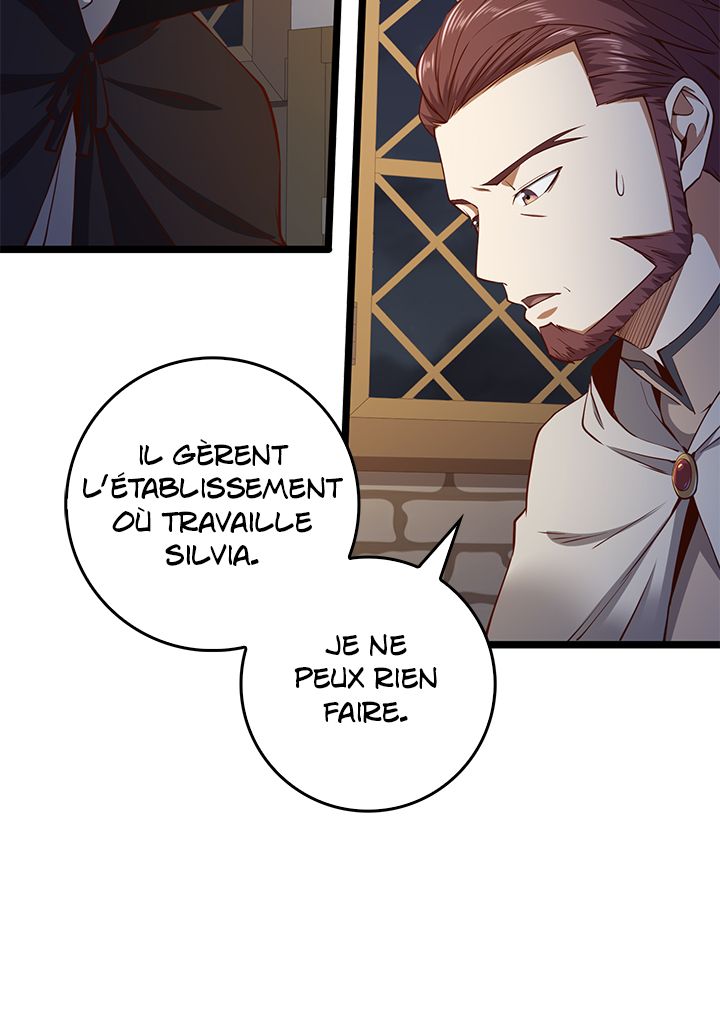 IL GÈRENT
L'ÉTABLISSEMENT
OÙ TRAVAILLE
SILVIA.
JE NE
PEUX RIEN
FAIRE.